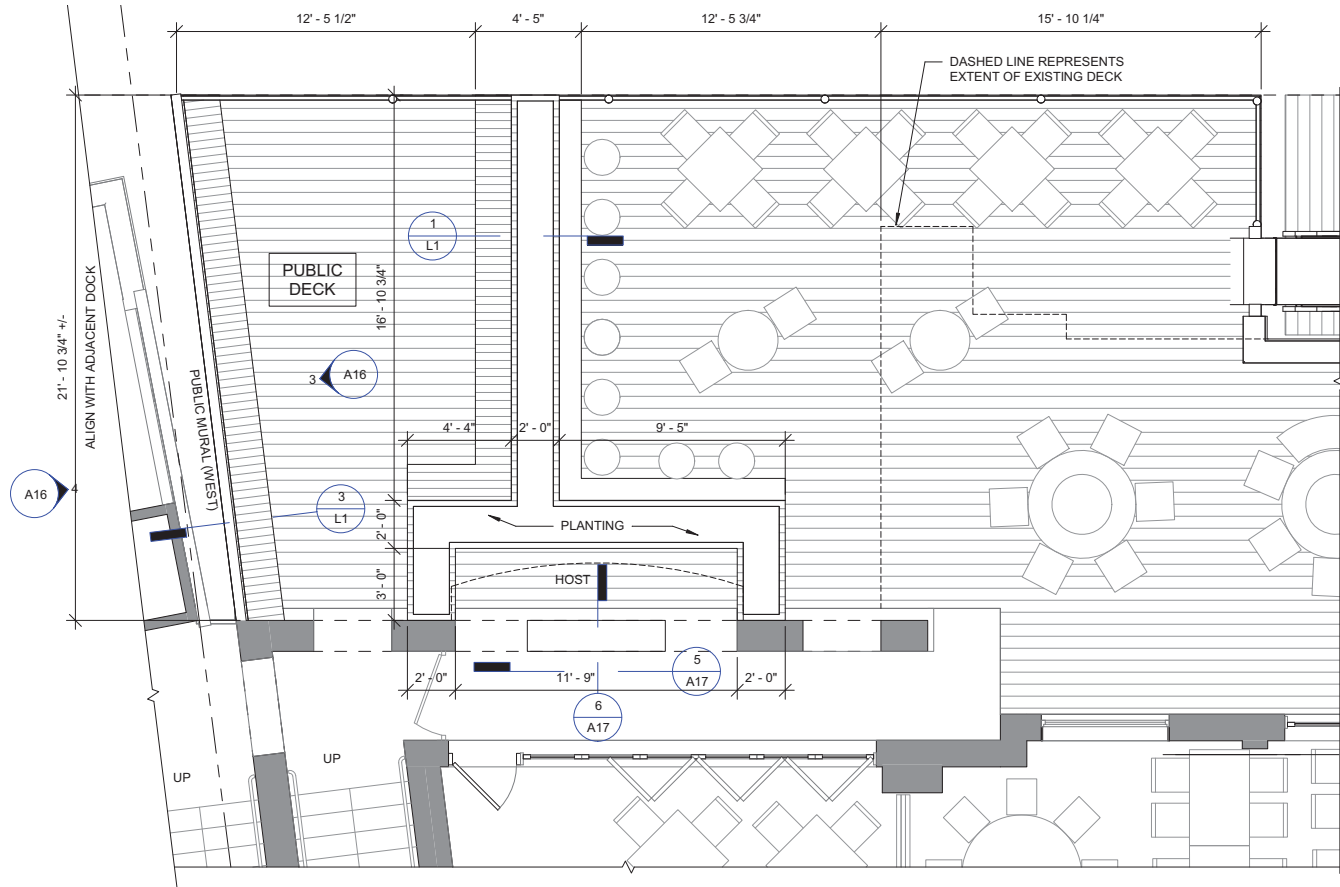 12' - 5 1/2"
4' - 5"
12' - 5 3/4"
15' - 10 1/4"
DASHED LINE REPRESENTS
EXTENT OF EXISTING DECK
1
L1
PUBLIC
DECK
16' - 10 3/4"
21' - 10 3/4" +/-
ALIGN WITH ADJACENT DOCK
PUBLIC MURAL (WEST)
3
A16
4' - 4"
2' - 0"
9' - 5"
A16
4
3
L1
2' - 0"
PLANTING
3' - 0"
HOST
2' - 0"
11' - 9"
2' - 0"
5
A17
6
A17
UP
UP